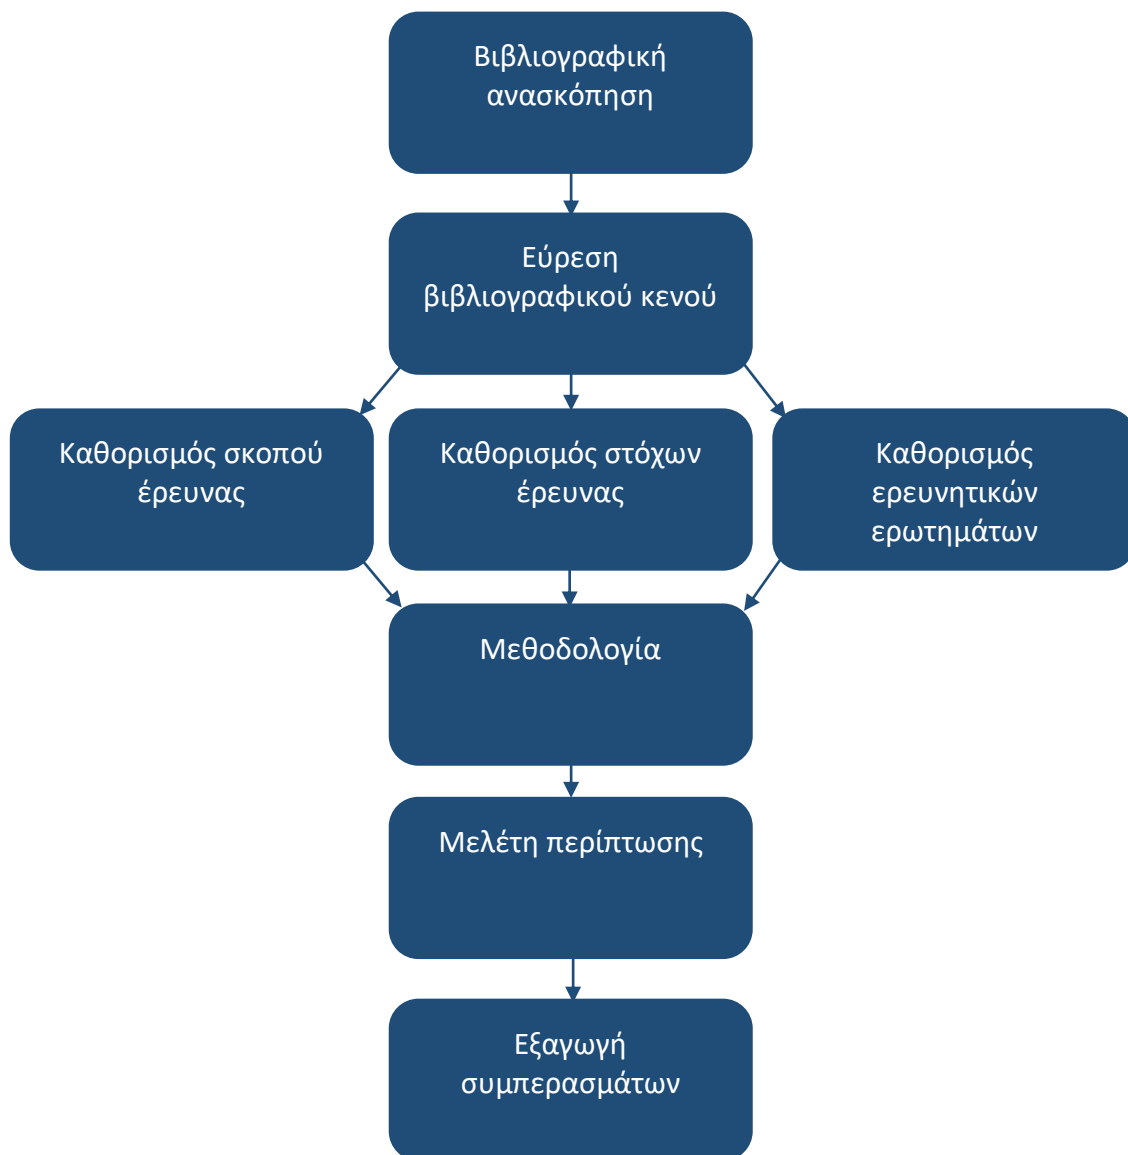 Βιβλιογραφική
ανασκόπηση
Εύρεση
βιβλιογραφικού κενού
Καθορισμός σκοπού
έρευνας
Καθορισμός στόχων
έρευνας
Καθορισμός
ερευνητικών
ερωτημάτων
Μεθοδολογία
Μελέτη περίπτωσης
Εξαγωγή
συμπερασμάτων